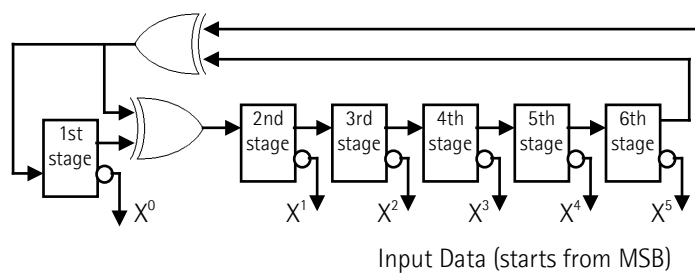 1st stage
2nd stage
3rd stage
4th stage
5th stage
6th stage
X⁰
X¹
X²
X³
X⁴
X⁵
Input Data (starts from MSB)